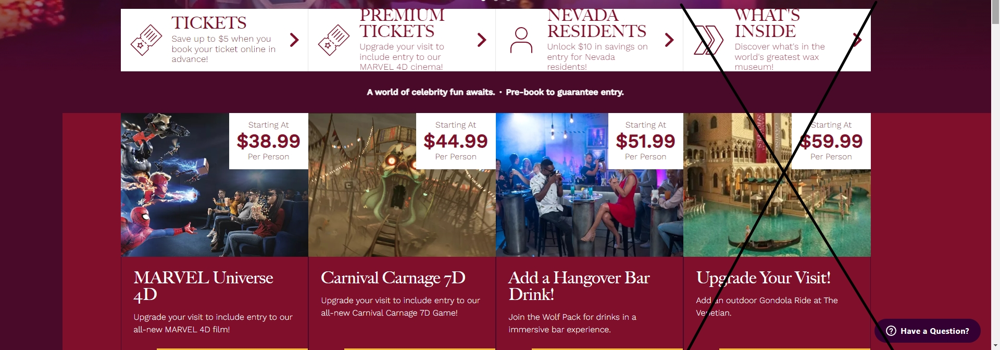 TICKETS
Save up to $5 when you
book your ticket online in
advance!
PREMIUM
TICKETS
Upgrade your visit to
include entry to our
MARVEL 4D cinema!
NEVADA
RESIDENTS
Unlock $10 in savings on
entry for Nevada
residents!
WHAT'S
INSIDE
Discover what's in the
world's greatest wax
museum!
A world of celebrity fun awaits. • Pre-book to guarantee entry.
Starting At
$38.99
Per Person
MARVEL Universe
4D
Upgrade your visit to include entry to our
all-new MARVEL 4D film!
Starting At
$44.99
Per Person
Carnival Carnage 7D
Upgrade your visit to include entry to our
all-new Carnival Carnage 7D Game!
Starting At
$51.99
Per Person
Add a Hangover Bar
Drink!
Join the Wolf Pack for drinks in a
immersive bar experience.
Starting At
$59.99
Per Person
Upgrade Your Visit!
Add an outdoor Gondola Ride at The
Venetian.
Have a Question?